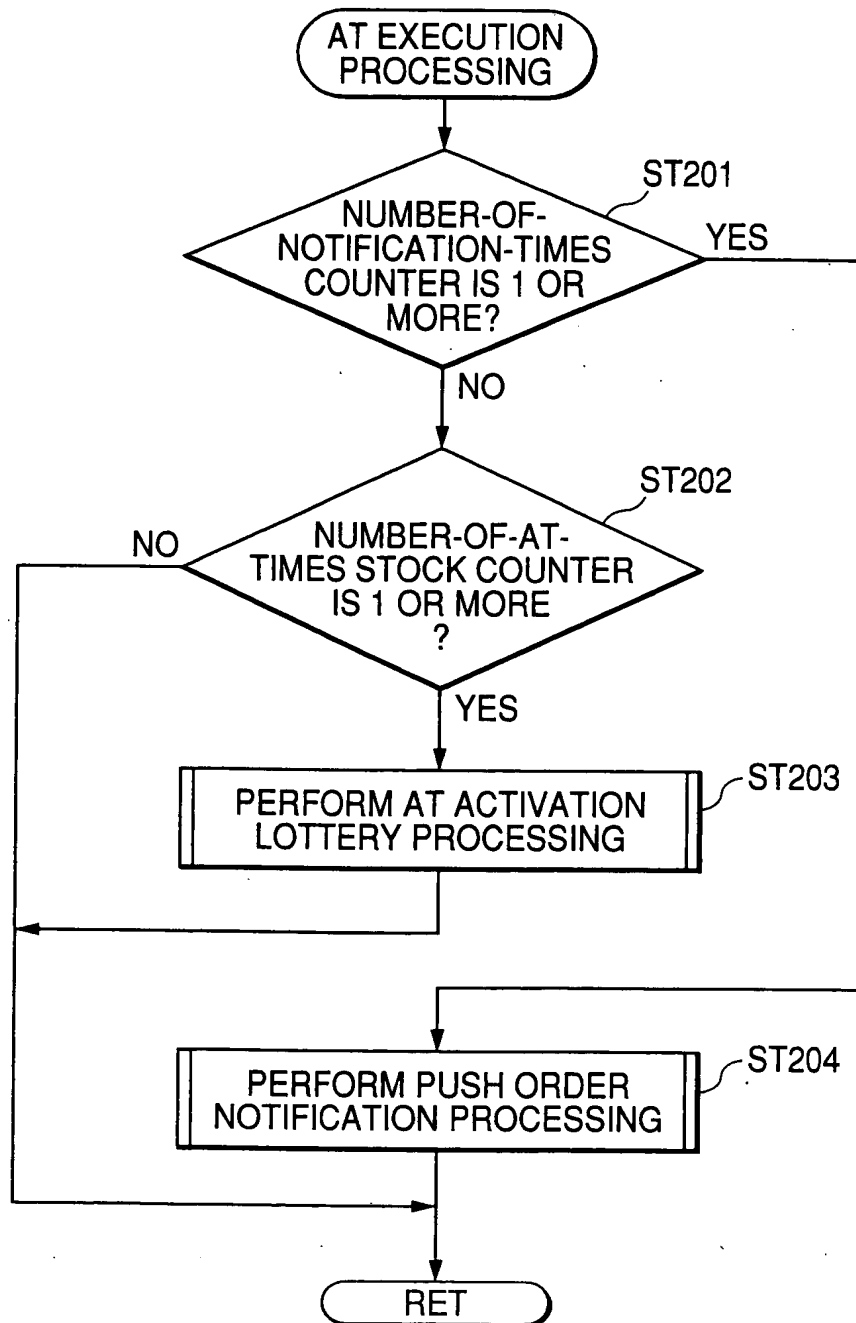 AT EXECUTION
PROCESSING
ST201
NUMBER-OF-
NOTIFICATION-TIMES
COUNTER IS 1 OR
MORE?
YES
NO
ST202
NUMBER-OF-AT-
TIMES STOCK COUNTER
IS 1 OR MORE
?
NO
YES
ST203
PERFORM AT ACTIVATION
LOTTERY PROCESSING
ST204
PERFORM PUSH ORDER
NOTIFICATION PROCESSING
RET